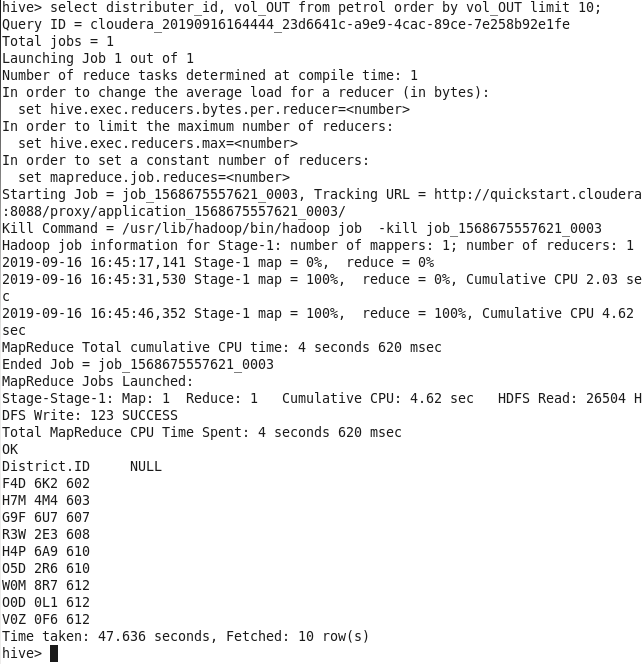 hive> select distributer_id, vol_OUT from petrol order by vol_OUT limit 10;
Query ID = cloudera_20190916164444_23d6641c-a9e9-4cac-89ce-7e258b92e1fe
Total jobs = 1
Launching Job 1 out of 1
Number of reduce tasks determined at compile time: 1
In order to change the average load for a reducer (in bytes):
  set hive.exec.reducers.bytes.per.reducer=<number>
In order to limit the maximum number of reducers:
  set hive.exec.reducers.max=<number>
In order to set a constant number of reducers:
  set mapreduce.job.reduces=<number>
Starting Job = job_1568675557621_0003, Tracking URL = http://quickstart.cloudera
:8088/proxy/application_1568675557621_0003/
Kill Command = /usr/lib/hadoop/bin/hadoop job  -kill job_1568675557621_0003
Hadoop job information for Stage-1: number of mappers: 1; number of reducers: 1
2019-09-16 16:45:17,141 Stage-1 map = 0%,  reduce = 0%
2019-09-16 16:45:31,530 Stage-1 map = 100%,  reduce = 0%, Cumulative CPU 2.03 se
c
2019-09-16 16:45:46,352 Stage-1 map = 100%,  reduce = 100%, Cumulative CPU 4.62
sec
MapReduce Total cumulative CPU time: 4 seconds 620 msec
Ended Job = job_1568675557621_0003
MapReduce Jobs Launched:
Stage-Stage-1: Map: 1  Reduce: 1   Cumulative CPU: 4.62 sec   HDFS Read: 26504 H
DFS Write: 123 SUCCESS
Total MapReduce CPU Time Spent: 4 seconds 620 msec
OK
District.ID     NULL
F4D 6K2 602
H7M 4M4 603
G9F 6U7 607
R3W 2E3 608
H4P 6A9 610
O5D 2R6 610
W0M 8R7 612
O0D 0L1 612
V0Z 0F6 612
Time taken: 47.636 seconds, Fetched: 10 row(s)
hive>